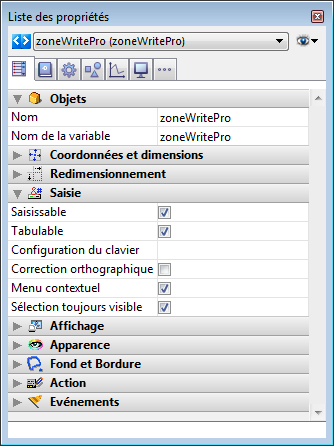 Liste des propriétés
zoneWritePro (zoneWritePro)
Objets
Nom zoneWritePro
Nom de la variable zoneWritePro
Coordonnées et dimensions
Redimensionnement
Saisie
Saisissable
Tabulable
Configuration du clavier
Correction orthographique
Menu contextuel
Sélection toujours visible
Affichage
Apparence
Fond et Bordure
Action
Evénements